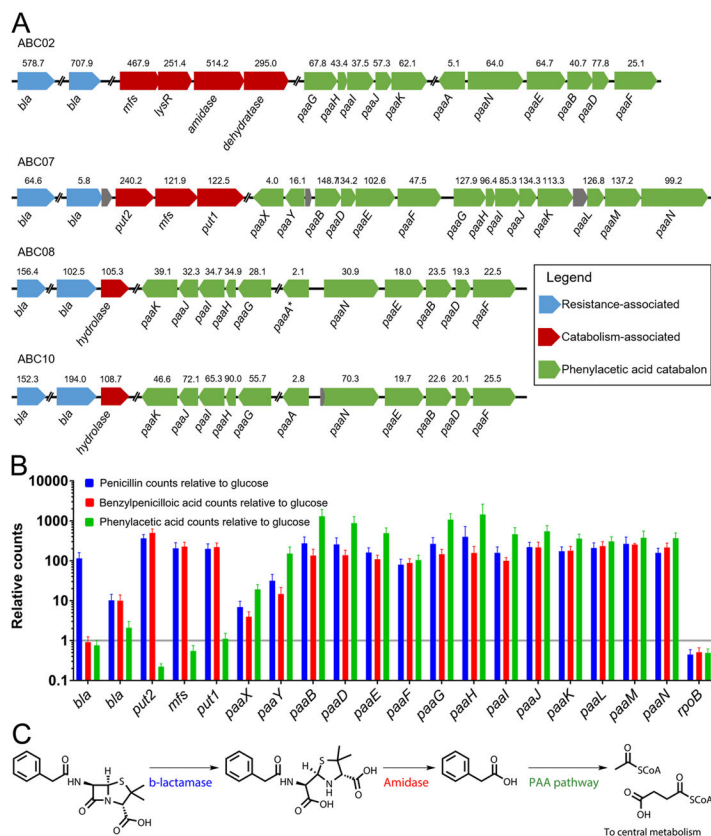 A
ABC02
578.7 707.9 467.9 251.4 514.2 295.0 67.8 43.4 37.5 57.3 62.1 5.1 64.0 64.7 40.7 77.8 25.1
bla bla mfs lysR amidase dehydratase paaG paaH paaI paaJ paaK paaA paaN paaE paaB paaD paaF
ABC07
64.6 5.8 240.2 121.9 122.5 4.0 16.1 148.7 134.2 102.6 47.5 127.9 96.4 85.3 134.3 113.3 126.8 137.2 99.2
bla bla put2 mfs put1 paaX paaY paaB paaD paaE paaF paaG paaH paaI paaJ paaK paaL paaM paaN
ABC08
156.4 102.5 105.3 39.1 32.3 34.7 34.9 28.1 2.1 30.9 18.0 23.5 19.3 22.5
bla bla hydrolase paaK paaJ paaI paaH paaG paaA* paaN paaE paaB paaD paaF
ABC10
152.3 194.0 108.7 46.6 72.1 65.3 90.0 55.7 2.8 70.3 19.7 22.6 20.1 25.5
bla bla hydrolase paaK paaJ paaI paaH paaG paaA paaN paaE paaB paaD paaF
Legend
Resistance-associated
Catabolism-associated
Phenylacetic acid catabalon
B
Relative counts
10000
1000
100
10
1
0.1
Penicillin counts relative to glucose
Benzylpenicilloic acid counts relative to glucose
Phenylacetic acid counts relative to glucose
bla bla put2 mfs put1 paaX paaY paaB paaD paaE paaF paaG paaH paaI paaJ paaK paaL paaM paaN rpoB
C
O NH H S N O O OH
b-lactamase
O NH H S N H O OH O OH
Amidase
O OH
PAA pathway
O SCoA
O OH O SCoA
To central metabolism